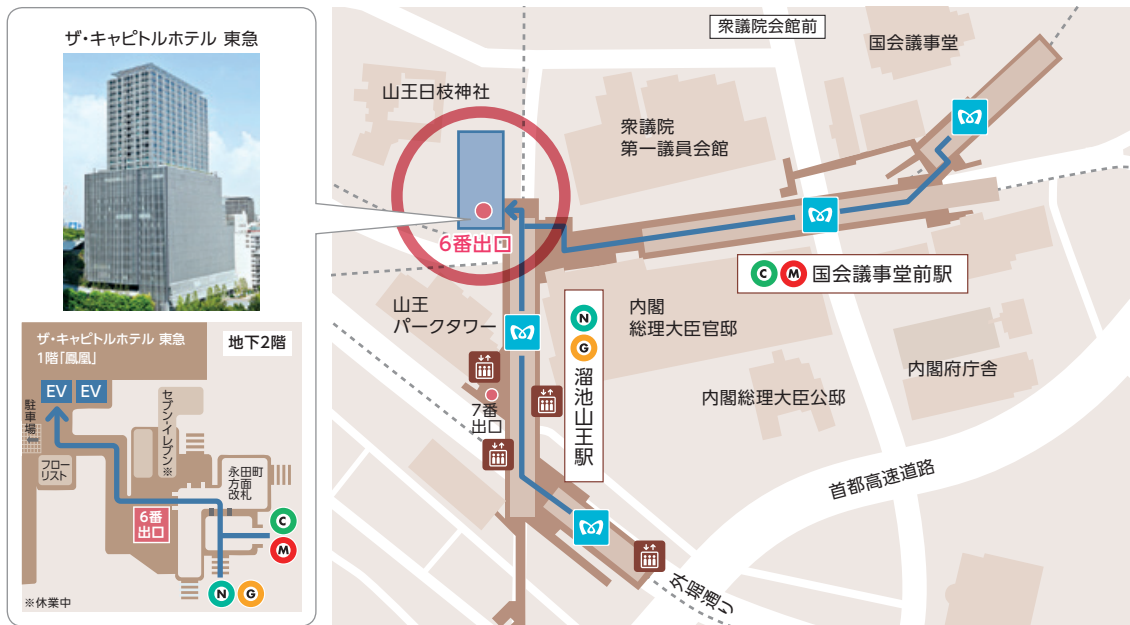 ザ・キャピトルホテル 東急
ザ・キャピトルホテル 東急
1階「鳳凰」
地下2階
EV
EV
駐車場
セブン-イレブン※
フロー
リスト
永田町
方面
改札
6番
出口
C
M
N
G
※休業中
衆議院会館前
国会議事堂
山王日枝神社
衆議院
第一議員会館
6番出口
C M 国会議事堂前駅
山王
パークタワー
N
G
溜池山王駅
内閣
総理大臣官邸
内閣府庁舎
7番
出口
内閣総理大臣公邸
首都高速道路
外堀通り